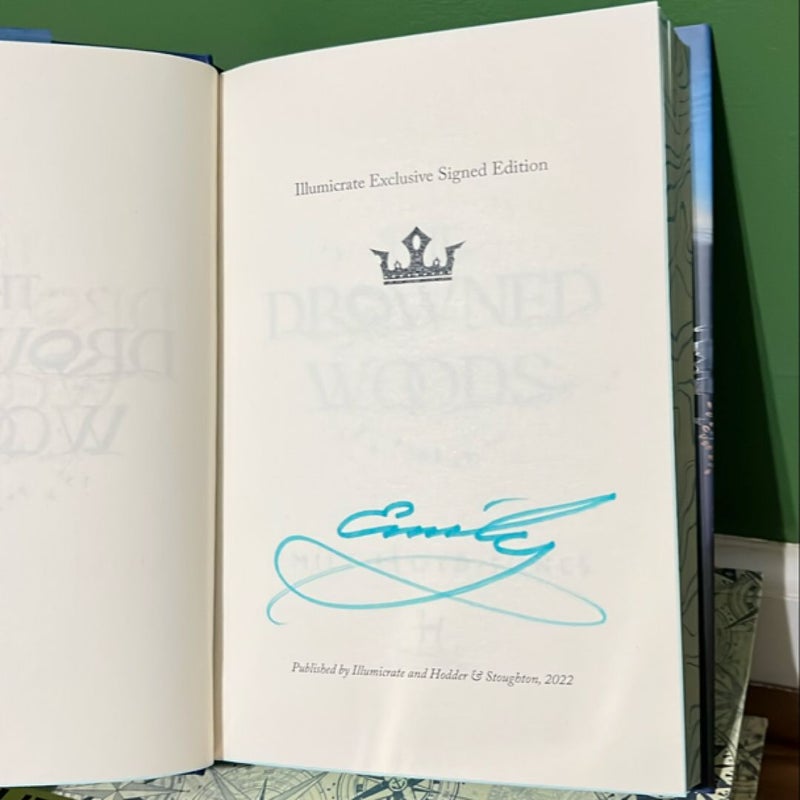 Illumicrate Exclusive Signed Edition
DROWNED
WOODS
Emily
Published by Illumicrate and Hodder & Stoughton, 2022